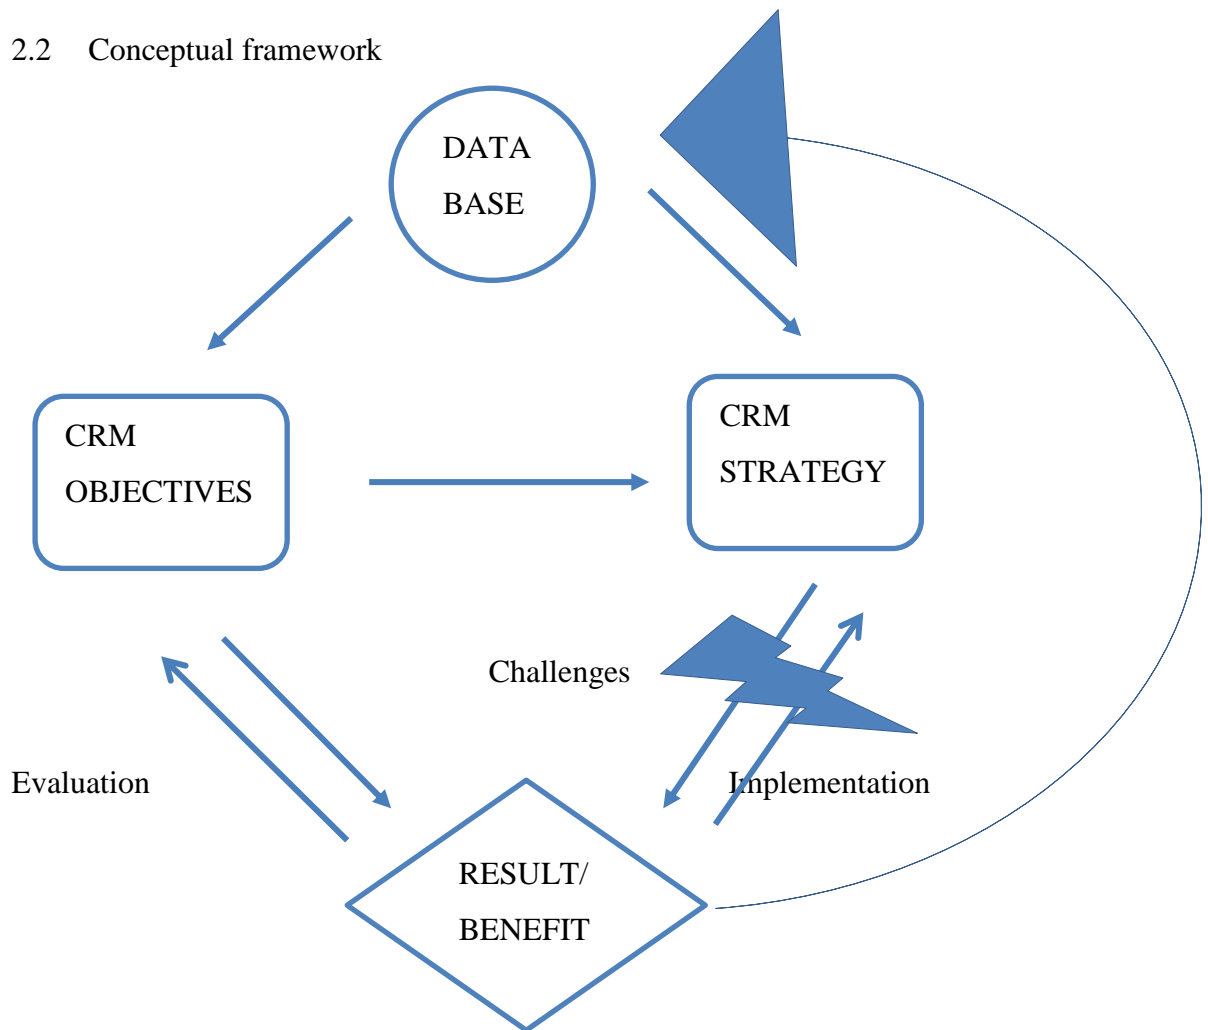 2.2 Conceptual framework
DATA
BASE
CRM
OBJECTIVES
CRM
STRATEGY
Challenges
Evaluation
Implementation
RESULT/
BENEFIT